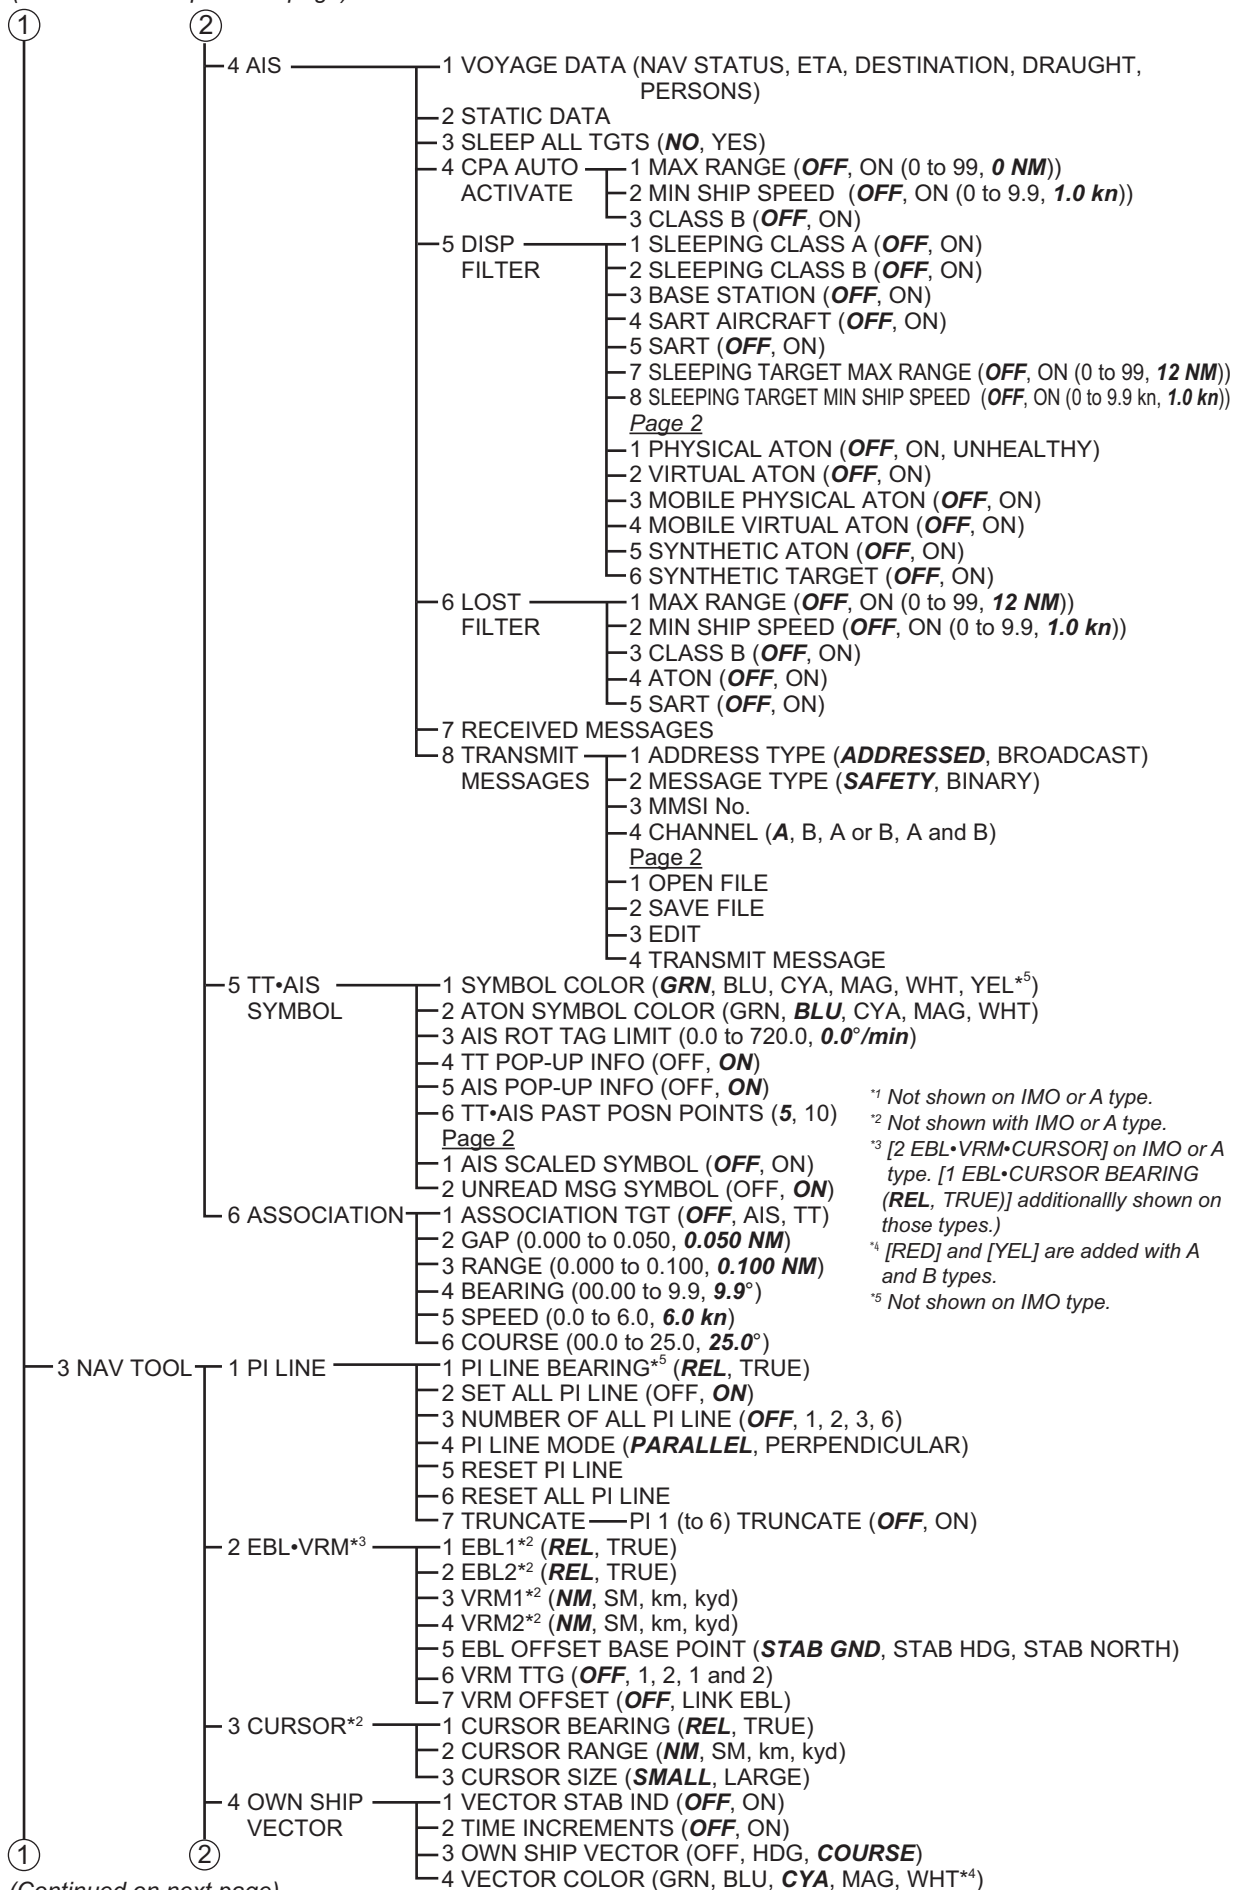 1
2
4 AIS
1 VOYAGE DATA (NAV STATUS, ETA, DESTINATION, DRAUGHT,
PERSONS)
2 STATIC DATA
3 SLEEP ALL TGTS (NO, YES)
4 CPA AUTO
ACTIVATE
1 MAX RANGE (OFF, ON (0 to 99, 0 NM))
2 MIN SHIP SPEED (OFF, ON (0 to 9.9, 1.0 kn))
3 CLASS B (OFF, ON)
5 DISP
FILTER
1 SLEEPING CLASS A (OFF, ON)
2 SLEEPING CLASS B (OFF, ON)
3 BASE STATION (OFF, ON)
4 SART AIRCRAFT (OFF, ON)
5 SART (OFF, ON)
7 SLEEPING TARGET MAX RANGE (OFF, ON (0 to 99, 12 NM))
8 SLEEPING TARGET MIN SHIP SPEED (OFF, ON (0 to 9.9 kn, 1.0 kn))
Page 2
1 PHYSICAL ATON (OFF, ON, UNHEALTHY)
2 VIRTUAL ATON (OFF, ON)
3 MOBILE PHYSICAL ATON (OFF, ON)
4 MOBILE VIRTUAL ATON (OFF, ON)
5 SYNTHETIC ATON (OFF, ON)
6 SYNTHETIC TARGET (OFF, ON)
6 LOST
FILTER
1 MAX RANGE (OFF, ON (0 to 99, 12 NM))
2 MIN SHIP SPEED (OFF, ON (0 to 9.9, 1.0 kn))
3 CLASS B (OFF, ON)
4 ATON (OFF, ON)
5 SART (OFF, ON)
7 RECEIVED MESSAGES
8 TRANSMIT
MESSAGES
1 ADDRESS TYPE (ADDRESSED, BROADCAST)
2 MESSAGE TYPE (SAFETY, BINARY)
3 MMSI No.
4 CHANNEL (A, B, A or B, A and B)
Page 2
1 OPEN FILE
2 SAVE FILE
3 EDIT
4 TRANSMIT MESSAGE
5 TT•AIS
SYMBOL
1 SYMBOL COLOR (GRN, BLU, CYA, MAG, WHT, YEL*5)
2 ATON SYMBOL COLOR (GRN, BLU, CYA, MAG, WHT)
3 AIS ROT TAG LIMIT (0.0 to 720.0, 0.0°/min)
4 TT POP-UP INFO (OFF, ON)
5 AIS POP-UP INFO (OFF, ON)
6 TT•AIS PAST POSN POINTS (5, 10)
Page 2
1 AIS SCALED SYMBOL (OFF, ON)
2 UNREAD MSG SYMBOL (OFF, ON)
6 ASSOCIATION
1 ASSOCIATION TGT (OFF, AIS, TT)
2 GAP (0.000 to 0.050, 0.050 NM)
3 RANGE (0.000 to 0.100, 0.100 NM)
4 BEARING (00.00 to 9.9, 9.9°)
5 SPEED (0.0 to 6.0, 6.0 kn)
6 COURSE (00.0 to 25.0, 25.0°)
*1 Not shown on IMO or A type.
*2 Not shown with IMO or A type.
*3 [2 EBL•VRM•CURSOR] on IMO or A
type. [1 EBL•CURSOR BEARING
(REL, TRUE)] additionallly shown on
those types.)
*4 [RED] and [YEL] are added with A
and B types.
*5 Not shown on IMO type.
3 NAV TOOL
1 PI LINE
1 PI LINE BEARING*5 (REL, TRUE)
2 SET ALL PI LINE (OFF, ON)
3 NUMBER OF ALL PI LINE (OFF, 1, 2, 3, 6)
4 PI LINE MODE (PARALLEL, PERPENDICULAR)
5 RESET PI LINE
6 RESET ALL PI LINE
7 TRUNCATE
PI 1 (to 6) TRUNCATE (OFF, ON)
2 EBL•VRM*3
1 EBL1*2 (REL, TRUE)
2 EBL2*2 (REL, TRUE)
3 VRM1*2 (NM, SM, km, kyd)
4 VRM2*2 (NM, SM, km, kyd)
5 EBL OFFSET BASE POINT (STAB GND, STAB HDG, STAB NORTH)
6 VRM TTG (OFF, 1, 2, 1 and 2)
7 VRM OFFSET (OFF, LINK EBL)
3 CURSOR*2
1 CURSOR BEARING (REL, TRUE)
2 CURSOR RANGE (NM, SM, km, kyd)
3 CURSOR SIZE (SMALL, LARGE)
4 OWN SHIP
VECTOR
1 VECTOR STAB IND (OFF, ON)
2 TIME INCREMENTS (OFF, ON)
3 OWN SHIP VECTOR (OFF, HDG, COURSE)
4 VECTOR COLOR (GRN, BLU, CYA, MAG, WHT*4)
1
2
(Continued on next page)